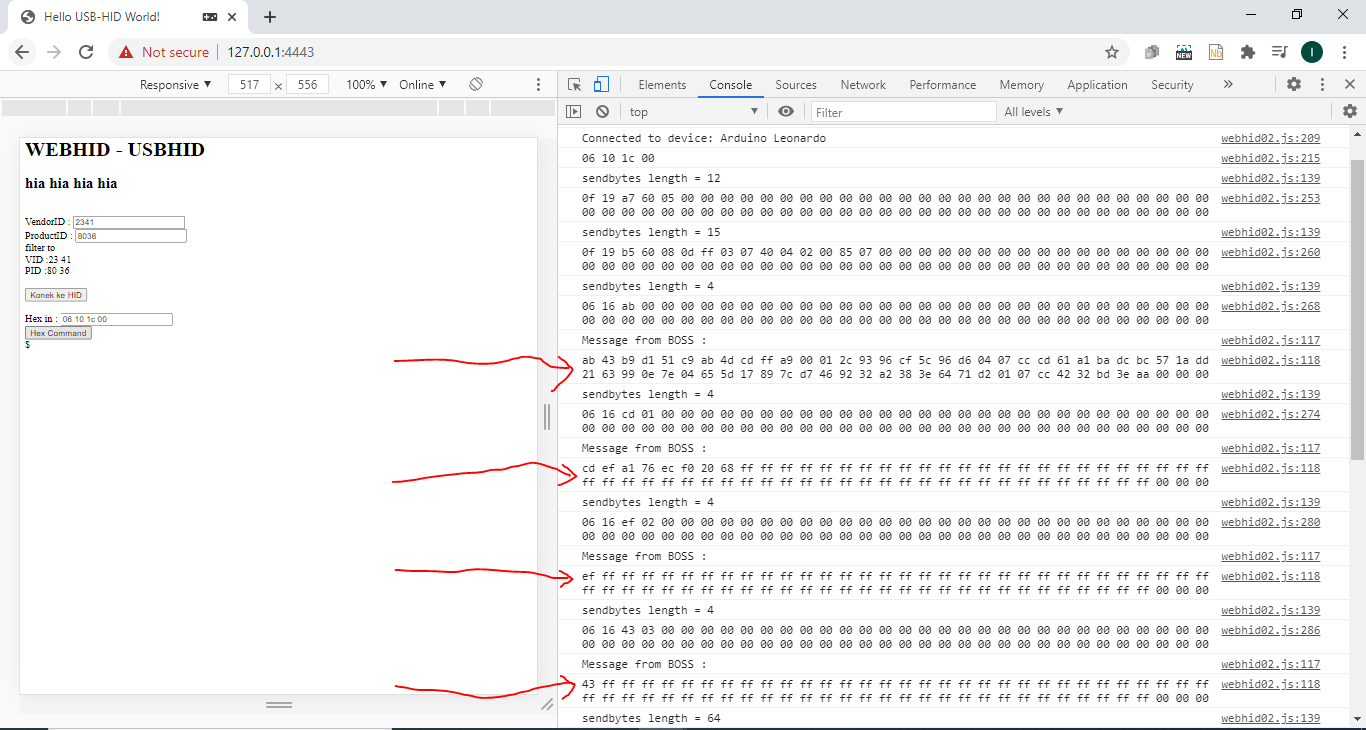 Hello USB-HID World!
Not secure
127.0.0.1:4443
NEW
Nb
I
Responsive
517
×
556
100%
Online
Elements
Console
Sources
Network
Performance
Memory
Application
Security
top
Filter
All levels
WEBHID - USBHID
hia hia hia hia
VendorID : 2341
ProductID : 8036
filter to
VID :23 41
PID :80 36
Konek ke HID
Hex in : 06 10 1c 00
Hex Command
$
Connected to device: Arduino Leonardo webhid02.js:209
06 10 1c 00 webhid02.js:215
sendbytes length = 12 webhid02.js:139
0f 19 a7 60 05 00 00 00 00 00 00 00 00 00 00 00 00 00 00 00 00 00 00 00 00 00 00 00 00 00 00 00 webhid02.js:253
00 00 00 00 00 00 00 00 00 00 00 00 00 00 00 00 00 00 00 00 00 00 00 00 00 00 00 00 00 00 00 00
sendbytes length = 15 webhid02.js:139
0f 19 b5 60 08 0d ff 03 07 40 04 02 00 85 07 00 00 00 00 00 00 00 00 00 00 00 00 00 00 00 00 00 webhid02.js:260
00 00 00 00 00 00 00 00 00 00 00 00 00 00 00 00 00 00 00 00 00 00 00 00 00 00 00 00 00 00 00 00
sendbytes length = 4 webhid02.js:139
06 16 ab 00 00 00 00 00 00 00 00 00 00 00 00 00 00 00 00 00 00 00 00 00 00 00 00 00 00 00 00 00 webhid02.js:268
00 00 00 00 00 00 00 00 00 00 00 00 00 00 00 00 00 00 00 00 00 00 00 00 00 00 00 00 00 00 00 00
Message from BOSS : webhid02.js:117
ab 43 b9 d1 51 c9 ab 4d cd ff a9 00 01 2c 93 96 cf 5c 96 d6 04 07 cc cd 61 a1 ba dc bc 57 1a dd webhid02.js:118
21 63 99 0e 7e 04 65 5d 17 89 7c d7 46 92 32 a2 38 3e 64 71 d2 01 07 cc 42 32 bd 3e aa 00 00 00
sendbytes length = 4 webhid02.js:139
06 16 cd 01 00 00 00 00 00 00 00 00 00 00 00 00 00 00 00 00 00 00 00 00 00 00 00 00 00 00 00 00 webhid02.js:274
00 00 00 00 00 00 00 00 00 00 00 00 00 00 00 00 00 00 00 00 00 00 00 00 00 00 00 00 00 00 00 00
Message from BOSS : webhid02.js:117
cd ef a1 76 ec f0 20 68 ff ff ff ff ff ff ff ff ff ff ff ff ff ff ff ff ff ff ff ff ff ff ff ff webhid02.js:118
ff ff ff ff ff ff ff ff ff ff ff ff ff ff ff ff ff ff ff ff ff ff ff ff ff ff ff ff ff 00 00 00
sendbytes length = 4 webhid02.js:139
06 16 ef 02 00 00 00 00 00 00 00 00 00 00 00 00 00 00 00 00 00 00 00 00 00 00 00 00 00 00 00 00 webhid02.js:280
00 00 00 00 00 00 00 00 00 00 00 00 00 00 00 00 00 00 00 00 00 00 00 00 00 00 00 00 00 00 00 00
Message from BOSS : webhid02.js:117
ef ff ff ff ff ff ff ff ff ff ff ff ff ff ff ff ff ff ff ff ff ff ff ff ff ff ff ff ff ff ff ff webhid02.js:118
ff ff ff ff ff ff ff ff ff ff ff ff ff ff ff ff ff ff ff ff ff ff ff ff ff ff ff ff ff 00 00 00
sendbytes length = 4 webhid02.js:139
06 16 43 03 00 00 00 00 00 00 00 00 00 00 00 00 00 00 00 00 00 00 00 00 00 00 00 00 00 00 00 00 webhid02.js:286
00 00 00 00 00 00 00 00 00 00 00 00 00 00 00 00 00 00 00 00 00 00 00 00 00 00 00 00 00 00 00 00
Message from BOSS : webhid02.js:117
43 ff ff ff ff ff ff ff ff ff ff ff ff ff ff ff ff ff ff ff ff ff ff ff ff ff ff ff ff ff ff ff webhid02.js:118
ff ff ff ff ff ff ff ff ff ff ff ff ff ff ff ff ff ff ff ff ff ff ff ff ff ff ff ff ff 00 00 00
sendbytes length = 64 webhid02.js:139